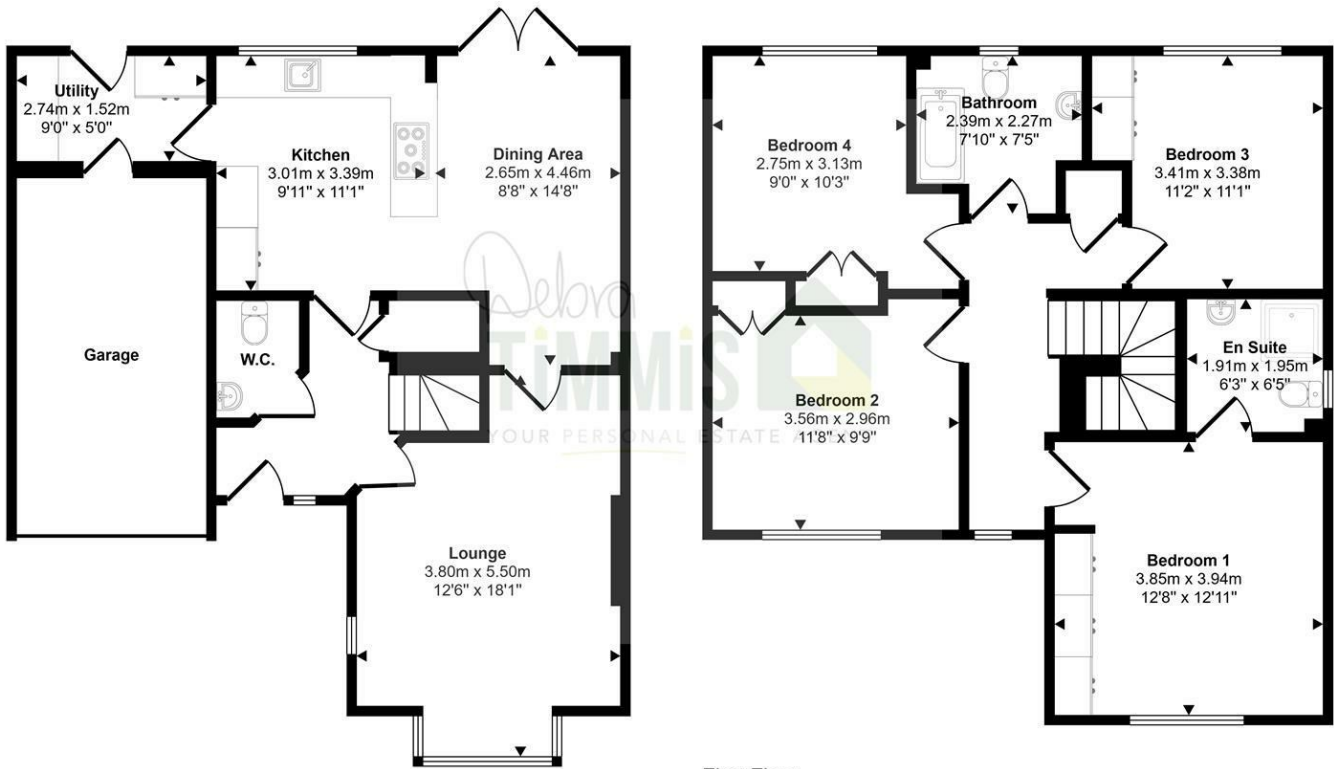 Utility
2.74m x 1.52m
9'0" x 5'0"
Kitchen
3.01m x 3.39m
9'11" x 11'1"
Dining Area
2.65m x 4.46m
8'8" x 14'8"
Garage
W.C.
Lounge
3.80m x 5.50m
12'6" x 18'1"
Bedroom 4
2.75m x 3.13m
9'0" x 10'3"
Bathroom
2.39m x 2.27m
7'10" x 7'5"
Bedroom 3
3.41m x 3.38m
11'2" x 11'1"
Bedroom 2
3.56m x 2.96m
11'8" x 9'9"
En Suite
1.91m x 1.95m
6'3" x 6'5"
Bedroom 1
3.85m x 3.94m
12'8" x 12'11"
Debra
TiMMiS
YOUR PERSONAL ESTATE